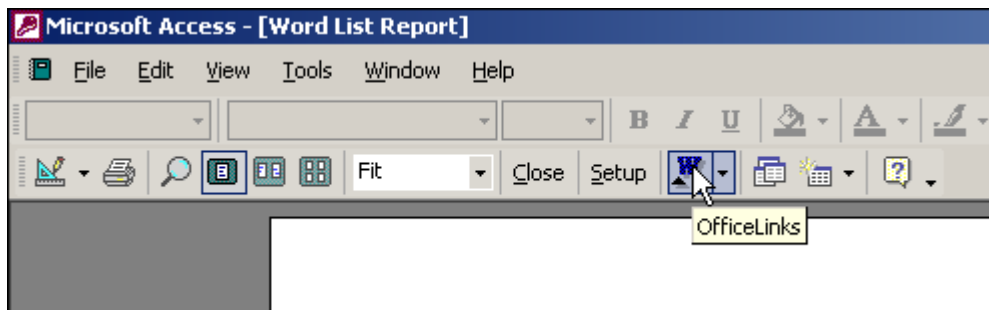 Microsoft Access - [Word List Report]
File Edit View Tools Window Help
B I U A
Fit Close Setup W
OfficeLinks